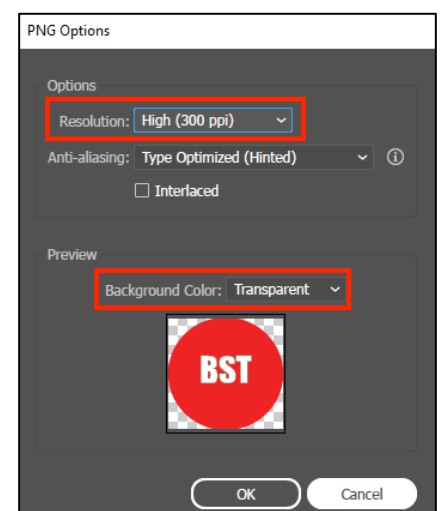 PNG Options
Options
Resolution: High (300 ppi)
Anti-aliasing: Type Optimized (Hinted)
Interlaced
Preview
Background Color: Transparent
BST
OK Cancel